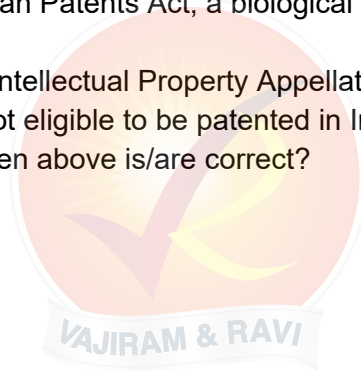 an Patents Act, a biological
ntellectual Property Appellat
ot eligible to be patented in I
en above is/are correct?
VAJIRAM & RAVI